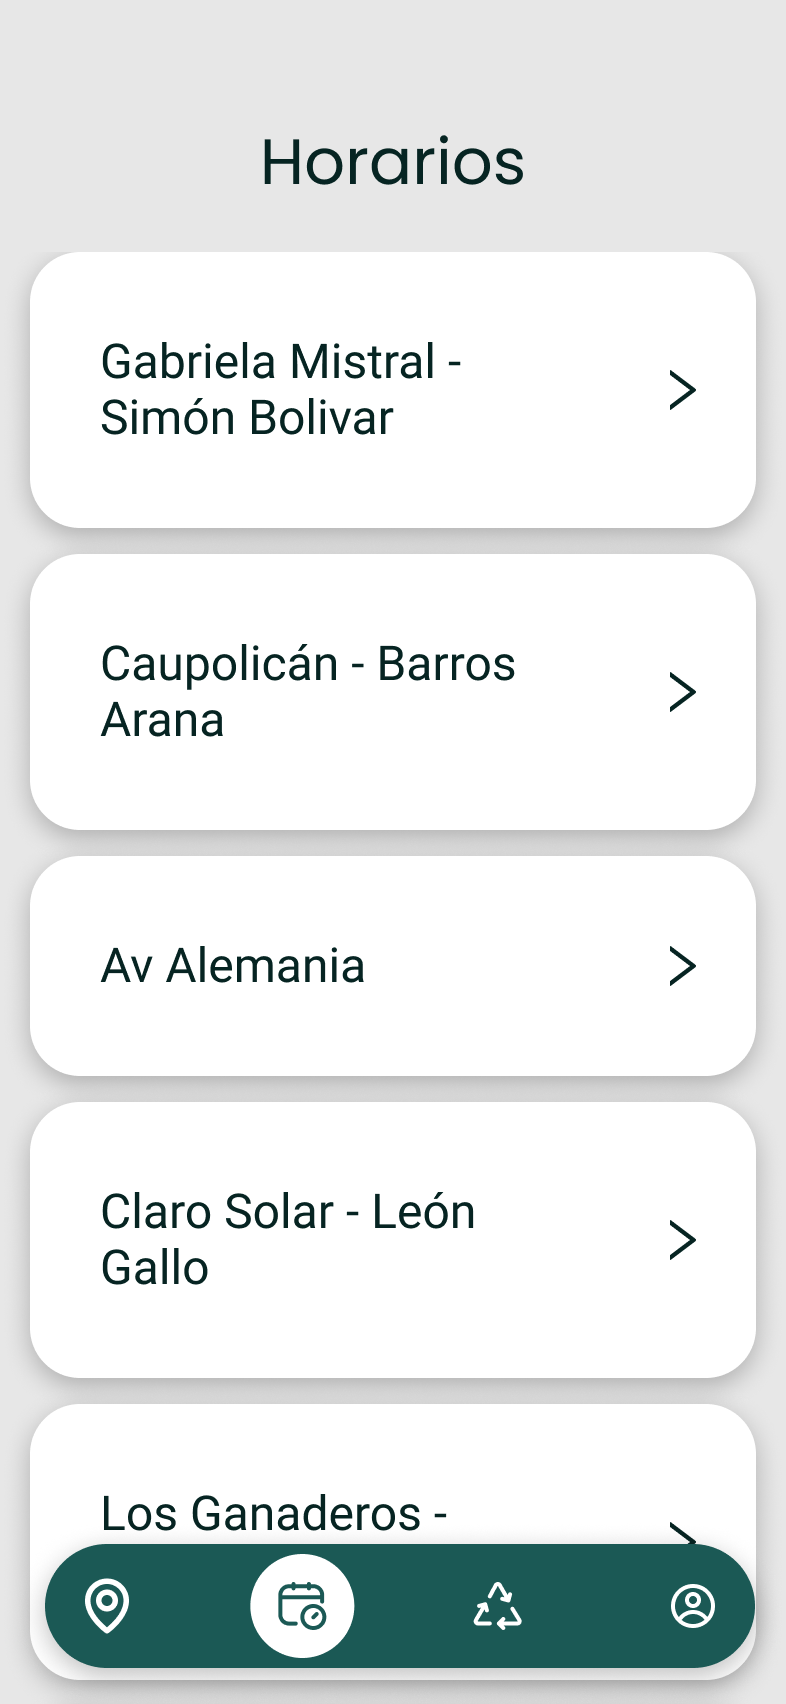 Horarios
Gabriela Mistral -
Simón Bolivar
Caupolicán - Barros
Arana
Av Alemania
Claro Solar - León
Gallo
Los Ganaderos -